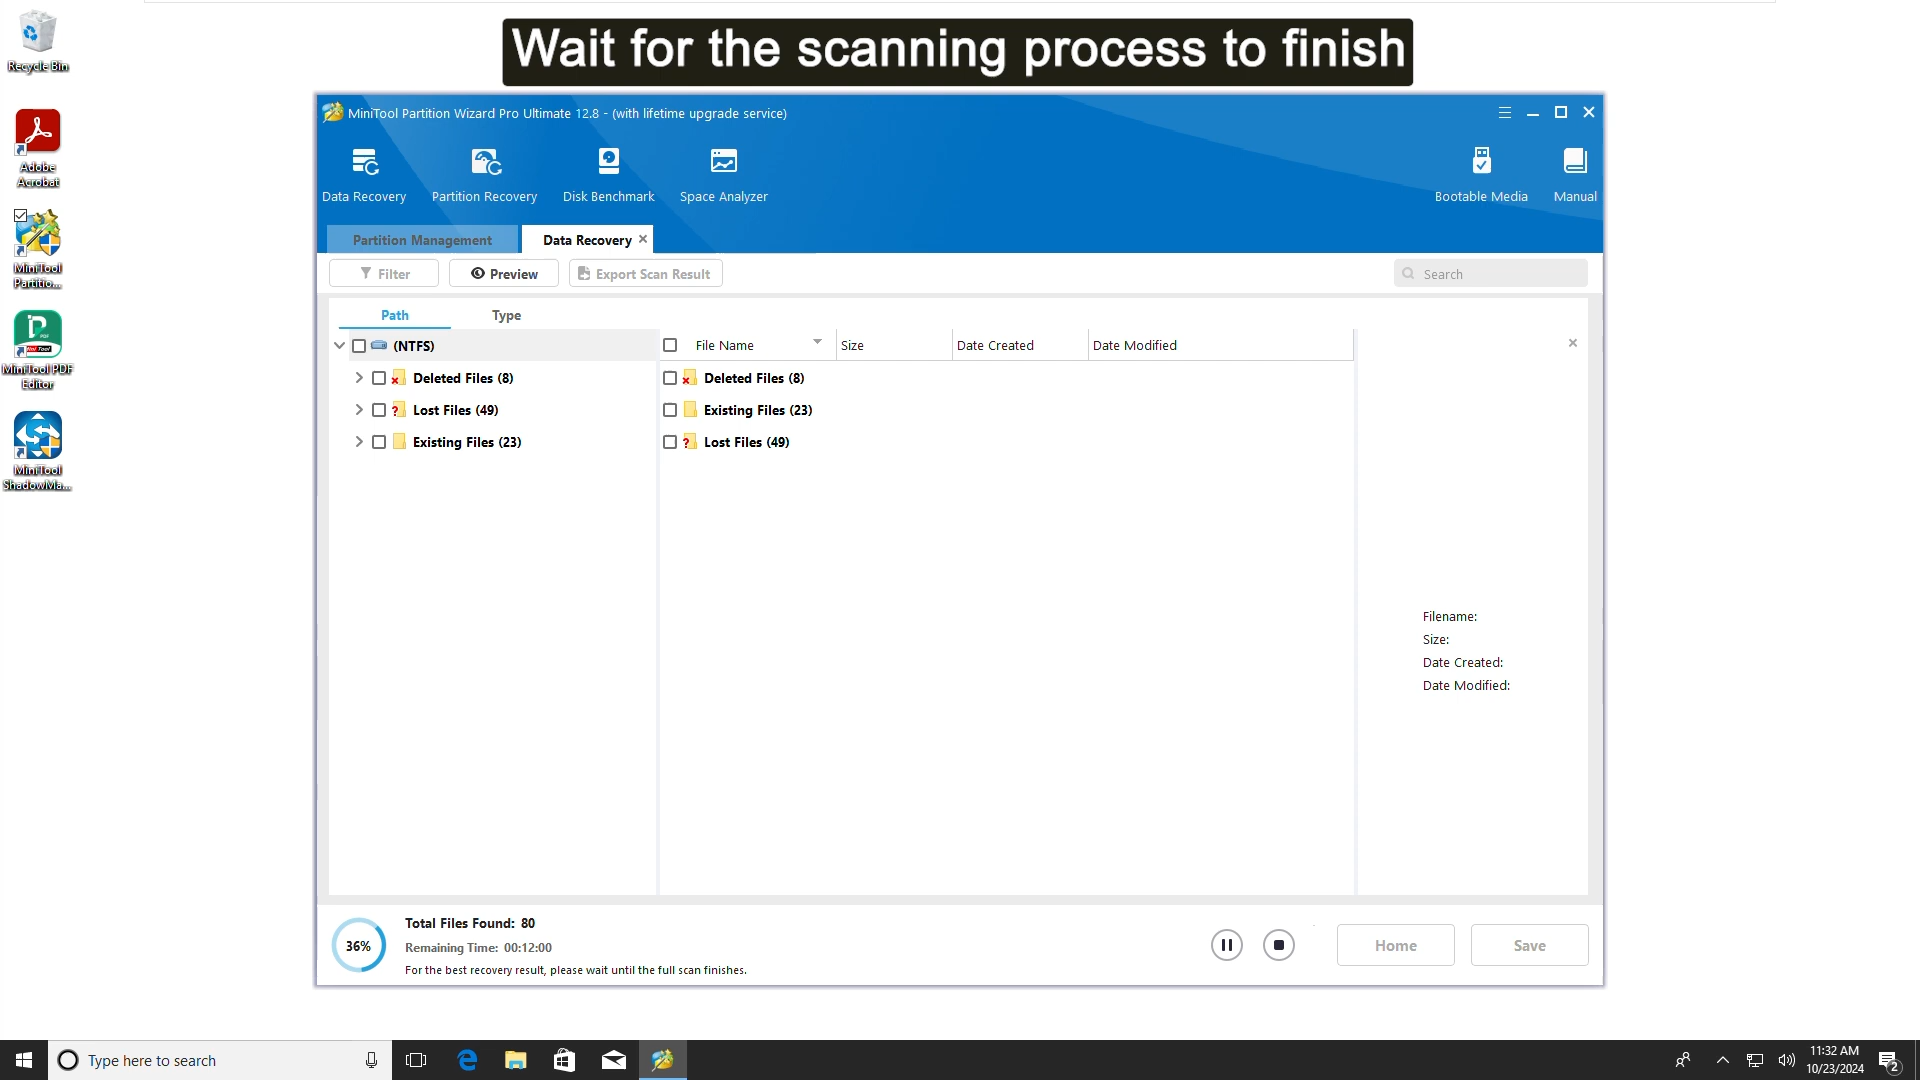 Wait for the scanning process to finish
Recycle Bin
Adobe
Acrobat
MiniTool
Partitio...
MiniTool PDF
Editor
MiniTool
ShadowMa...
MiniTool Partition Wizard Pro Ultimate 12.8 - (with lifetime upgrade service)
Data Recovery
Partition Recovery
Disk Benchmark
Space Analyzer
Bootable Media
Manual
Partition Management
Data Recovery
Filter
Preview
Export Scan Result
Search
Path
Type
(NTFS)
Deleted Files (8)
Lost Files (49)
Existing Files (23)
File Name
Size
Date Created
Date Modified
Deleted Files (8)
Existing Files (23)
Lost Files (49)
Filename:
Size:
Date Created:
Date Modified:
36%
Total Files Found: 80
Remaining Time: 00:12:00
For the best recovery result, please wait until the full scan finishes.
Home
Save
Type here to search
11:32 AM
10/23/2024
2